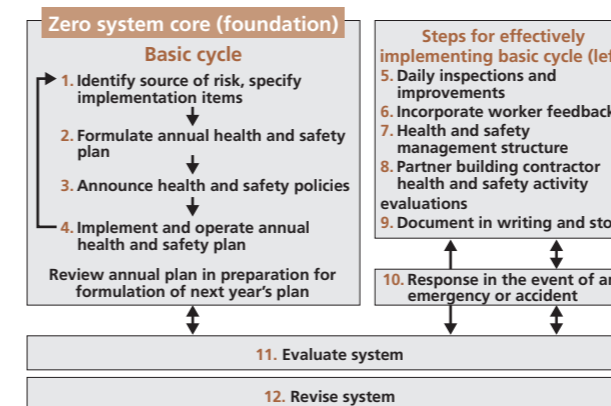 Zero system core (foundation)
Basic cycle
1. Identify source of risk, specify
implementation items
2. Formulate annual health and safety
plan
3. Announce health and safety policies
4. Implement and operate annual
health and safety plan
Review annual plan in preparation for
formulation of next year's plan
Steps for effectively
implementing basic cycle
5. Daily inspections and
improvements
6. Incorporate worker feedback
7. Health and safety
management structure
8. Partner building contractor
health and safety activity
evaluations
9. Document in writing and
10. Response in the event of
emergency or accident
11. Evaluate system
12. Revise system